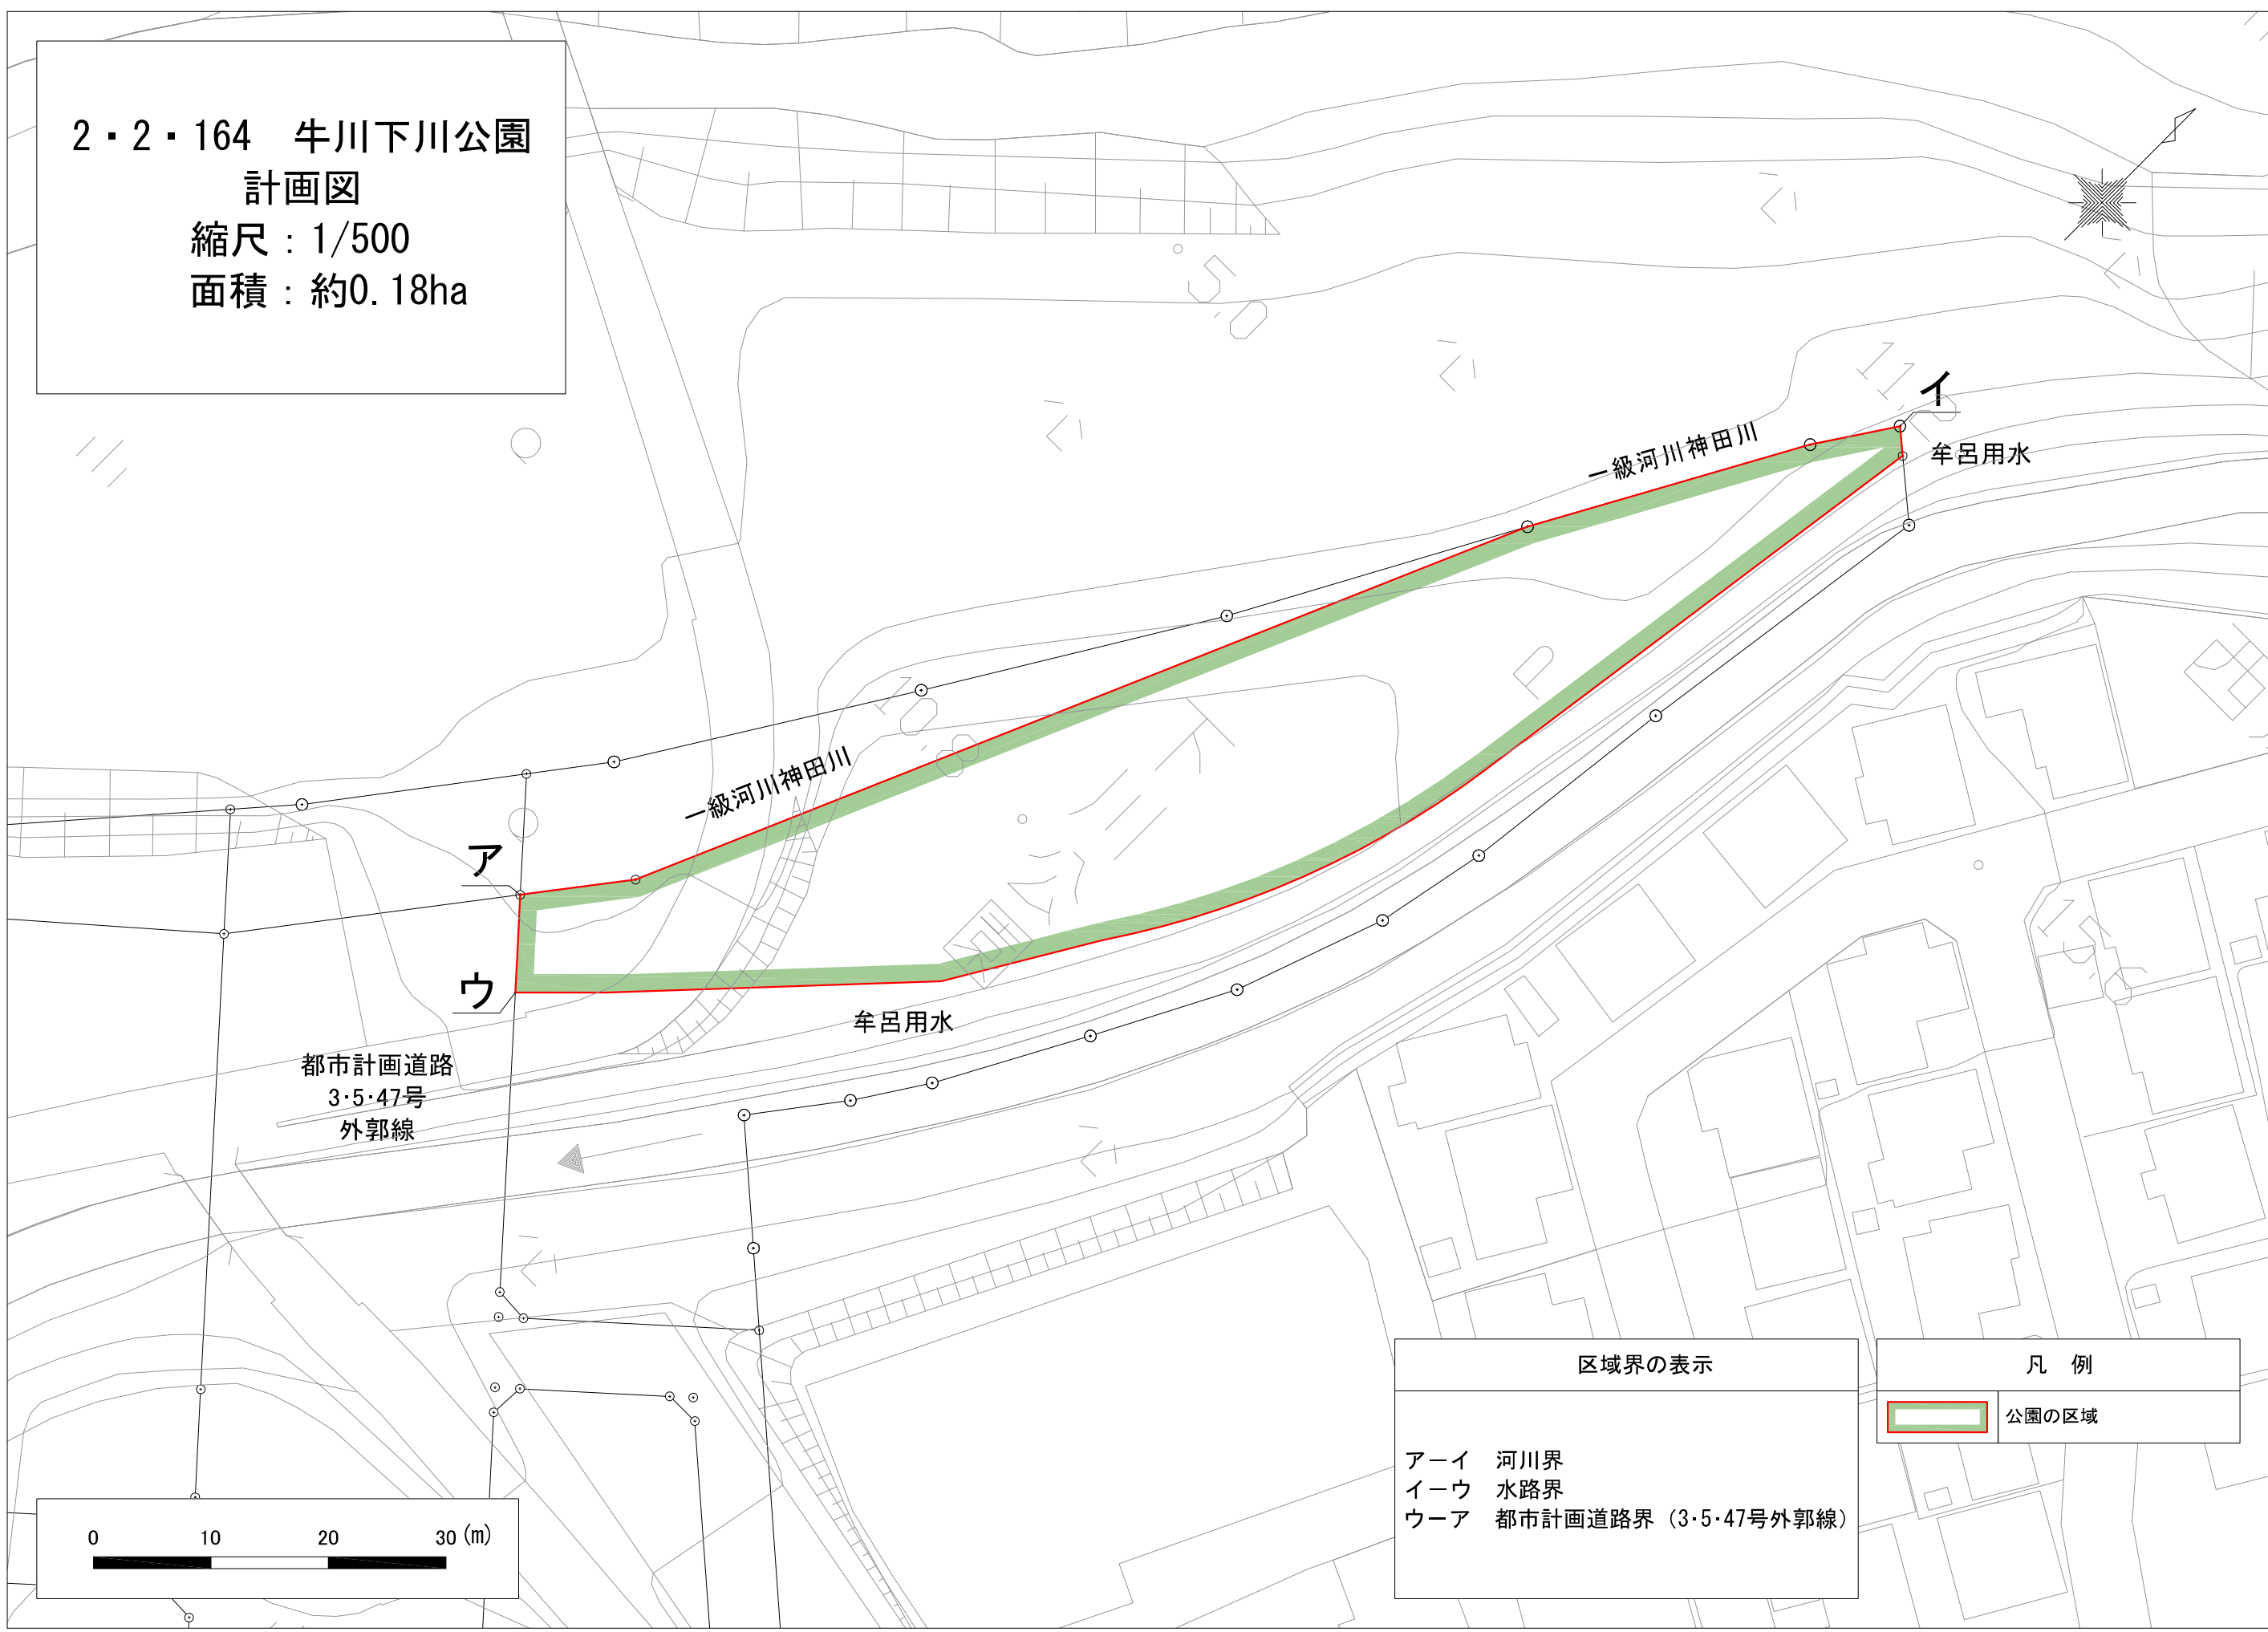 2・2・164　牛川下川公園
計画図
縮尺：1/500
面積：約0.18ha
イ
一級河川神田川
牟呂用水
一級河川神田川
ア
ウ
牟呂用水
都市計画道路
3・5・47号
外郭線
区域界の表示
アーイ　河川界
イーウ　水路界
ウーア　都市計画道路界（3・5・47号外郭線）
凡　例
公園の区域
0 10 20 30 (m)